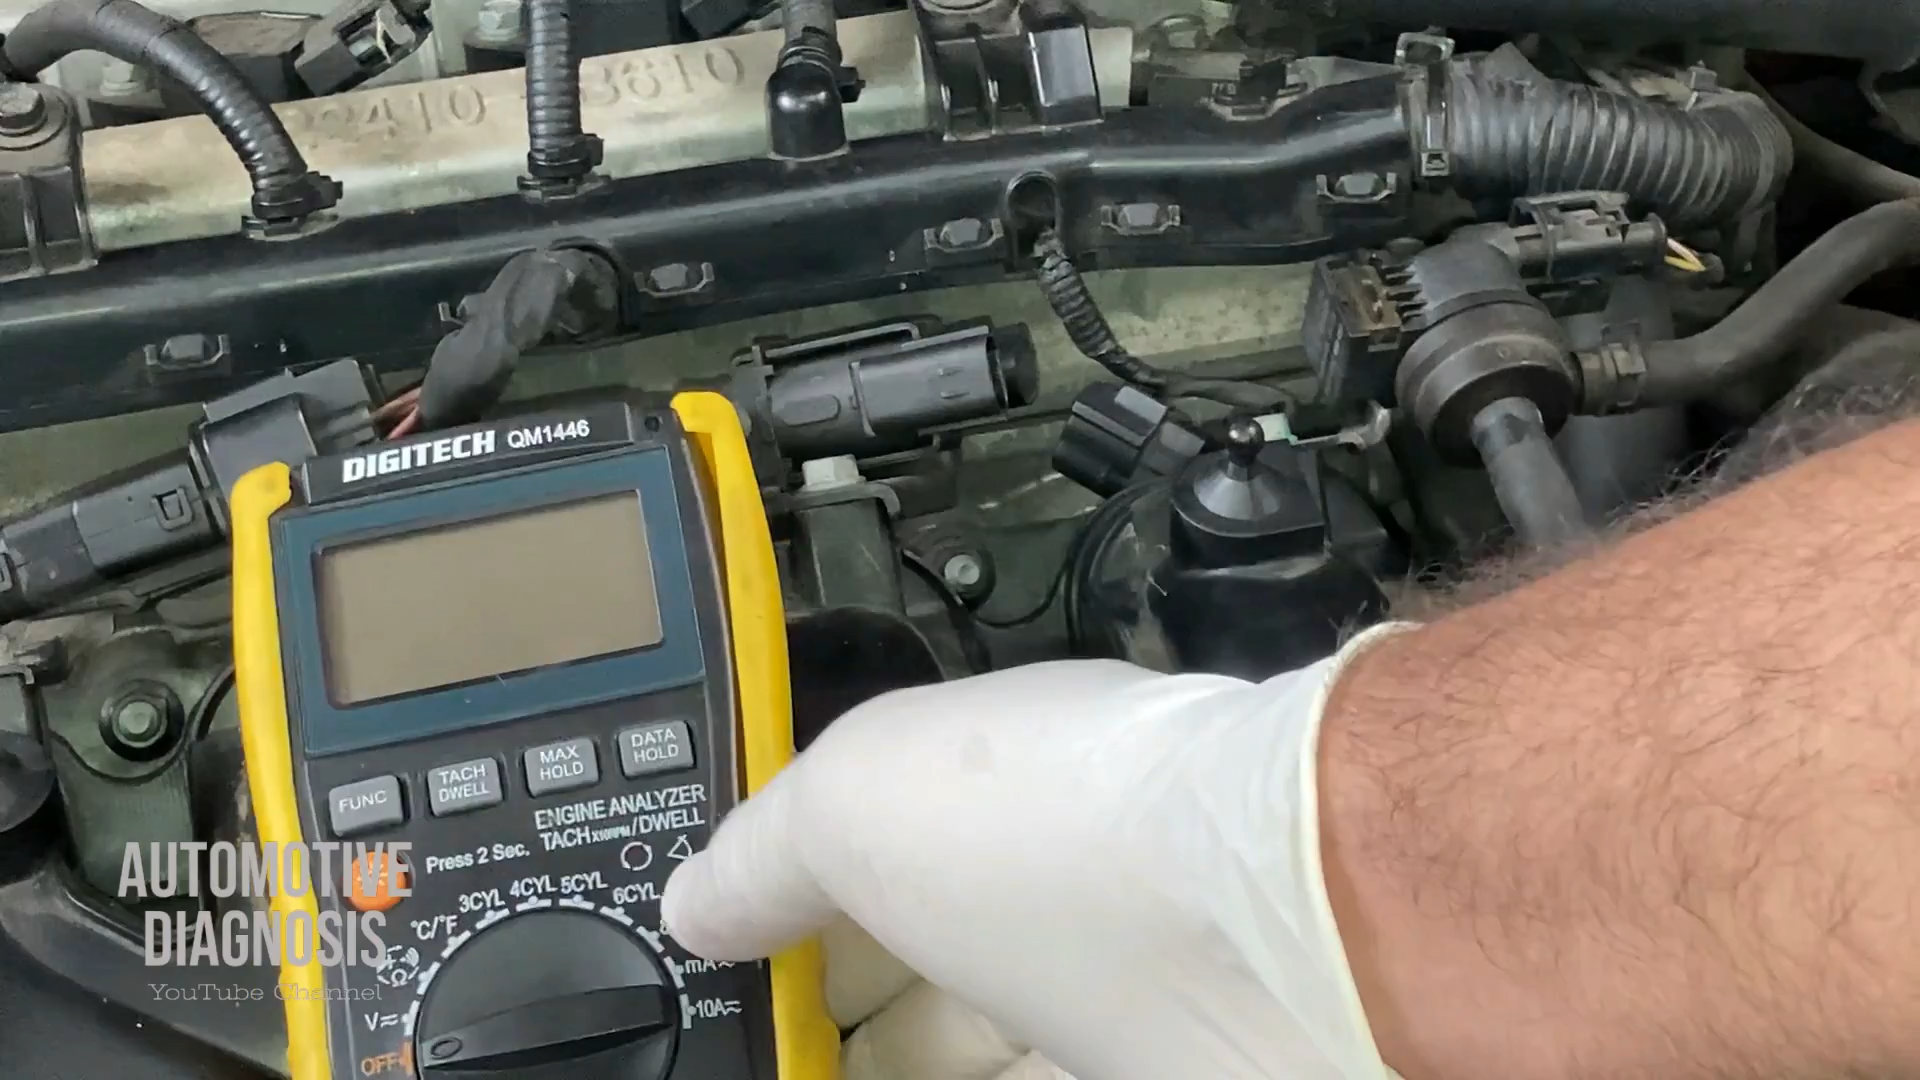 DIGITECH QM1446
FUNC
TACH
DWELL
MAX
HOLD
DATA
HOLD
ENGINE ANALYZER
TACHx10RPM/DWELL
Press 2 Sec.
3CYL 4CYL 5CYL 6CYL
°C/°F
mA
10A
V
OFF
AUTOMOTIVE
DIAGNOSIS
YouTube Channel